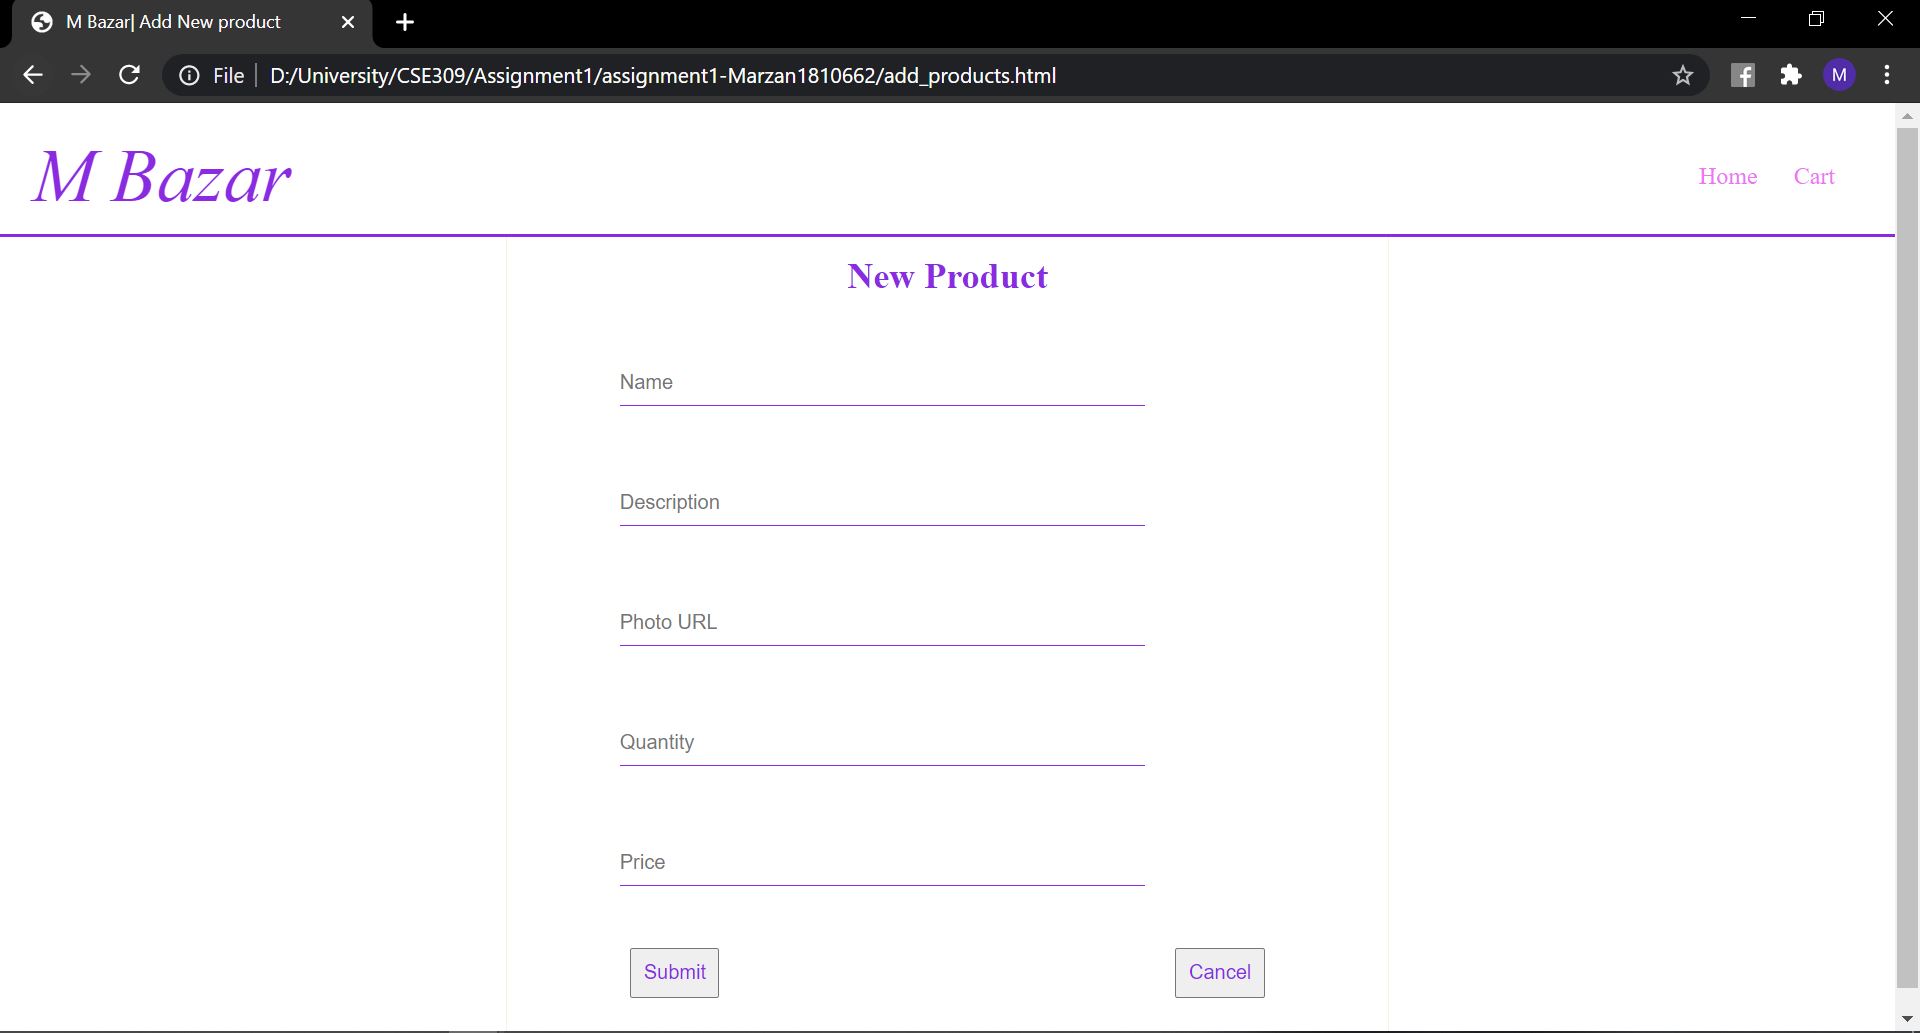 M Bazar| Add New product
File D:/University/CSE309/Assignment1/assignment1-Marzan1810662/add_products.html
M
M Bazar
Home Cart
New Product
Name
Description
Photo URL
Quantity
Price
Submit Cancel